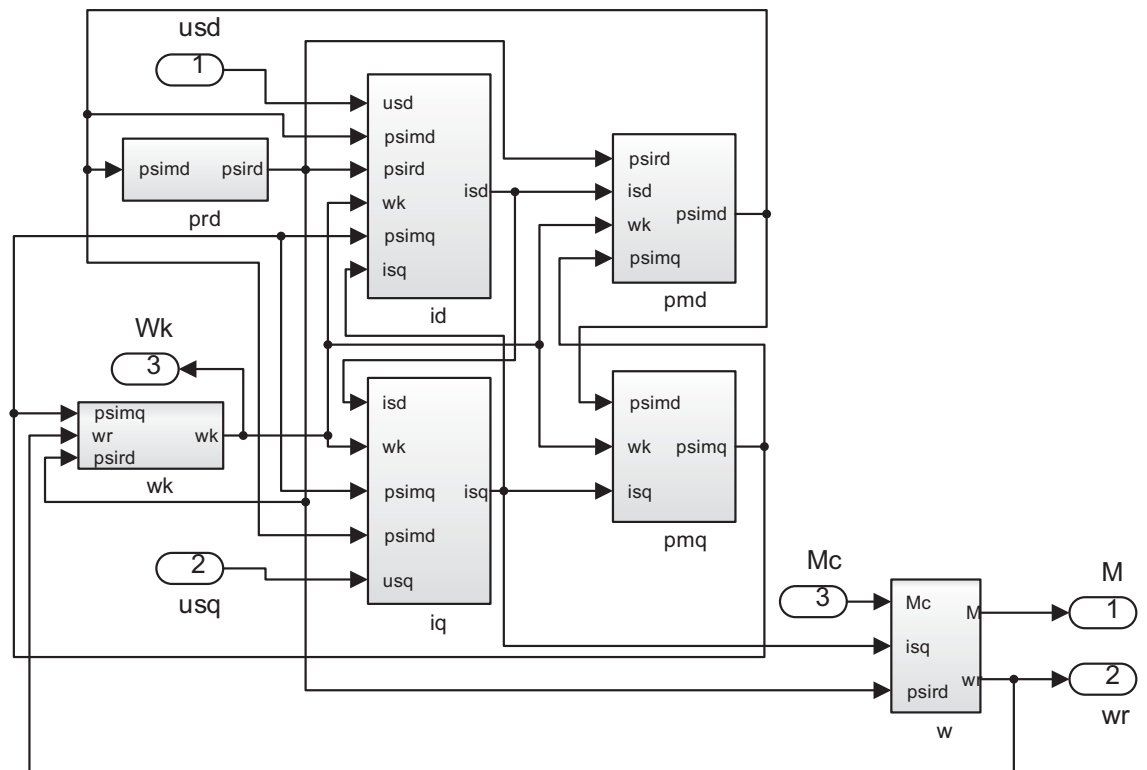 usd
1
usd
psimd
psird
wk
psimq
isq
isd
id
psimd
psird
prd
psird
isd
wk
psimq
psimd
pmd
Wk
3
psimq
wr
psird
wk
wk
isd
wk
psimq
psimd
usq
isq
iq
psimd
wk
isq
psimq
pmq
2
usq
Mc
3
Mc
isq
psird
M
wr
w
M
1
2
wr